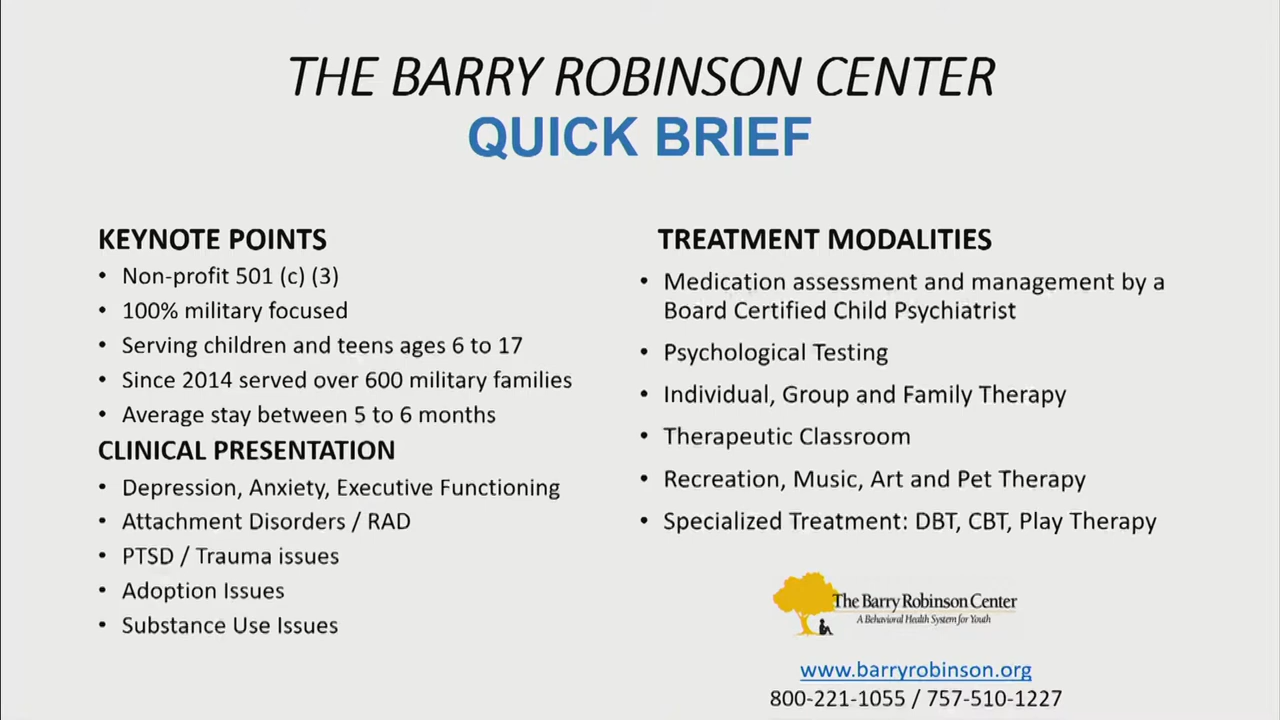 THE BARRY ROBINSON CENTER
QUICK BRIEF
KEYNOTE POINTS
• Non-profit 501 (c) (3)
• 100% military focused
• Serving children and teens ages 6 to 17
• Since 2014 served over 600 military families
• Average stay between 5 to 6 months
CLINICAL PRESENTATION
• Depression, Anxiety, Executive Functioning
• Attachment Disorders / RAD
• PTSD / Trauma issues
• Adoption Issues
• Substance Use Issues
TREATMENT MODALITIES
• Medication assessment and management by a
Board Certified Child Psychiatrist
• Psychological Testing
• Individual, Group and Family Therapy
• Therapeutic Classroom
• Recreation, Music, Art and Pet Therapy
• Specialized Treatment: DBT, CBT, Play Therapy
The Barry Robinson Center
A Behavioral Health System for Youth
www.barryrobinson.org
800-221-1055 / 757-510-1227